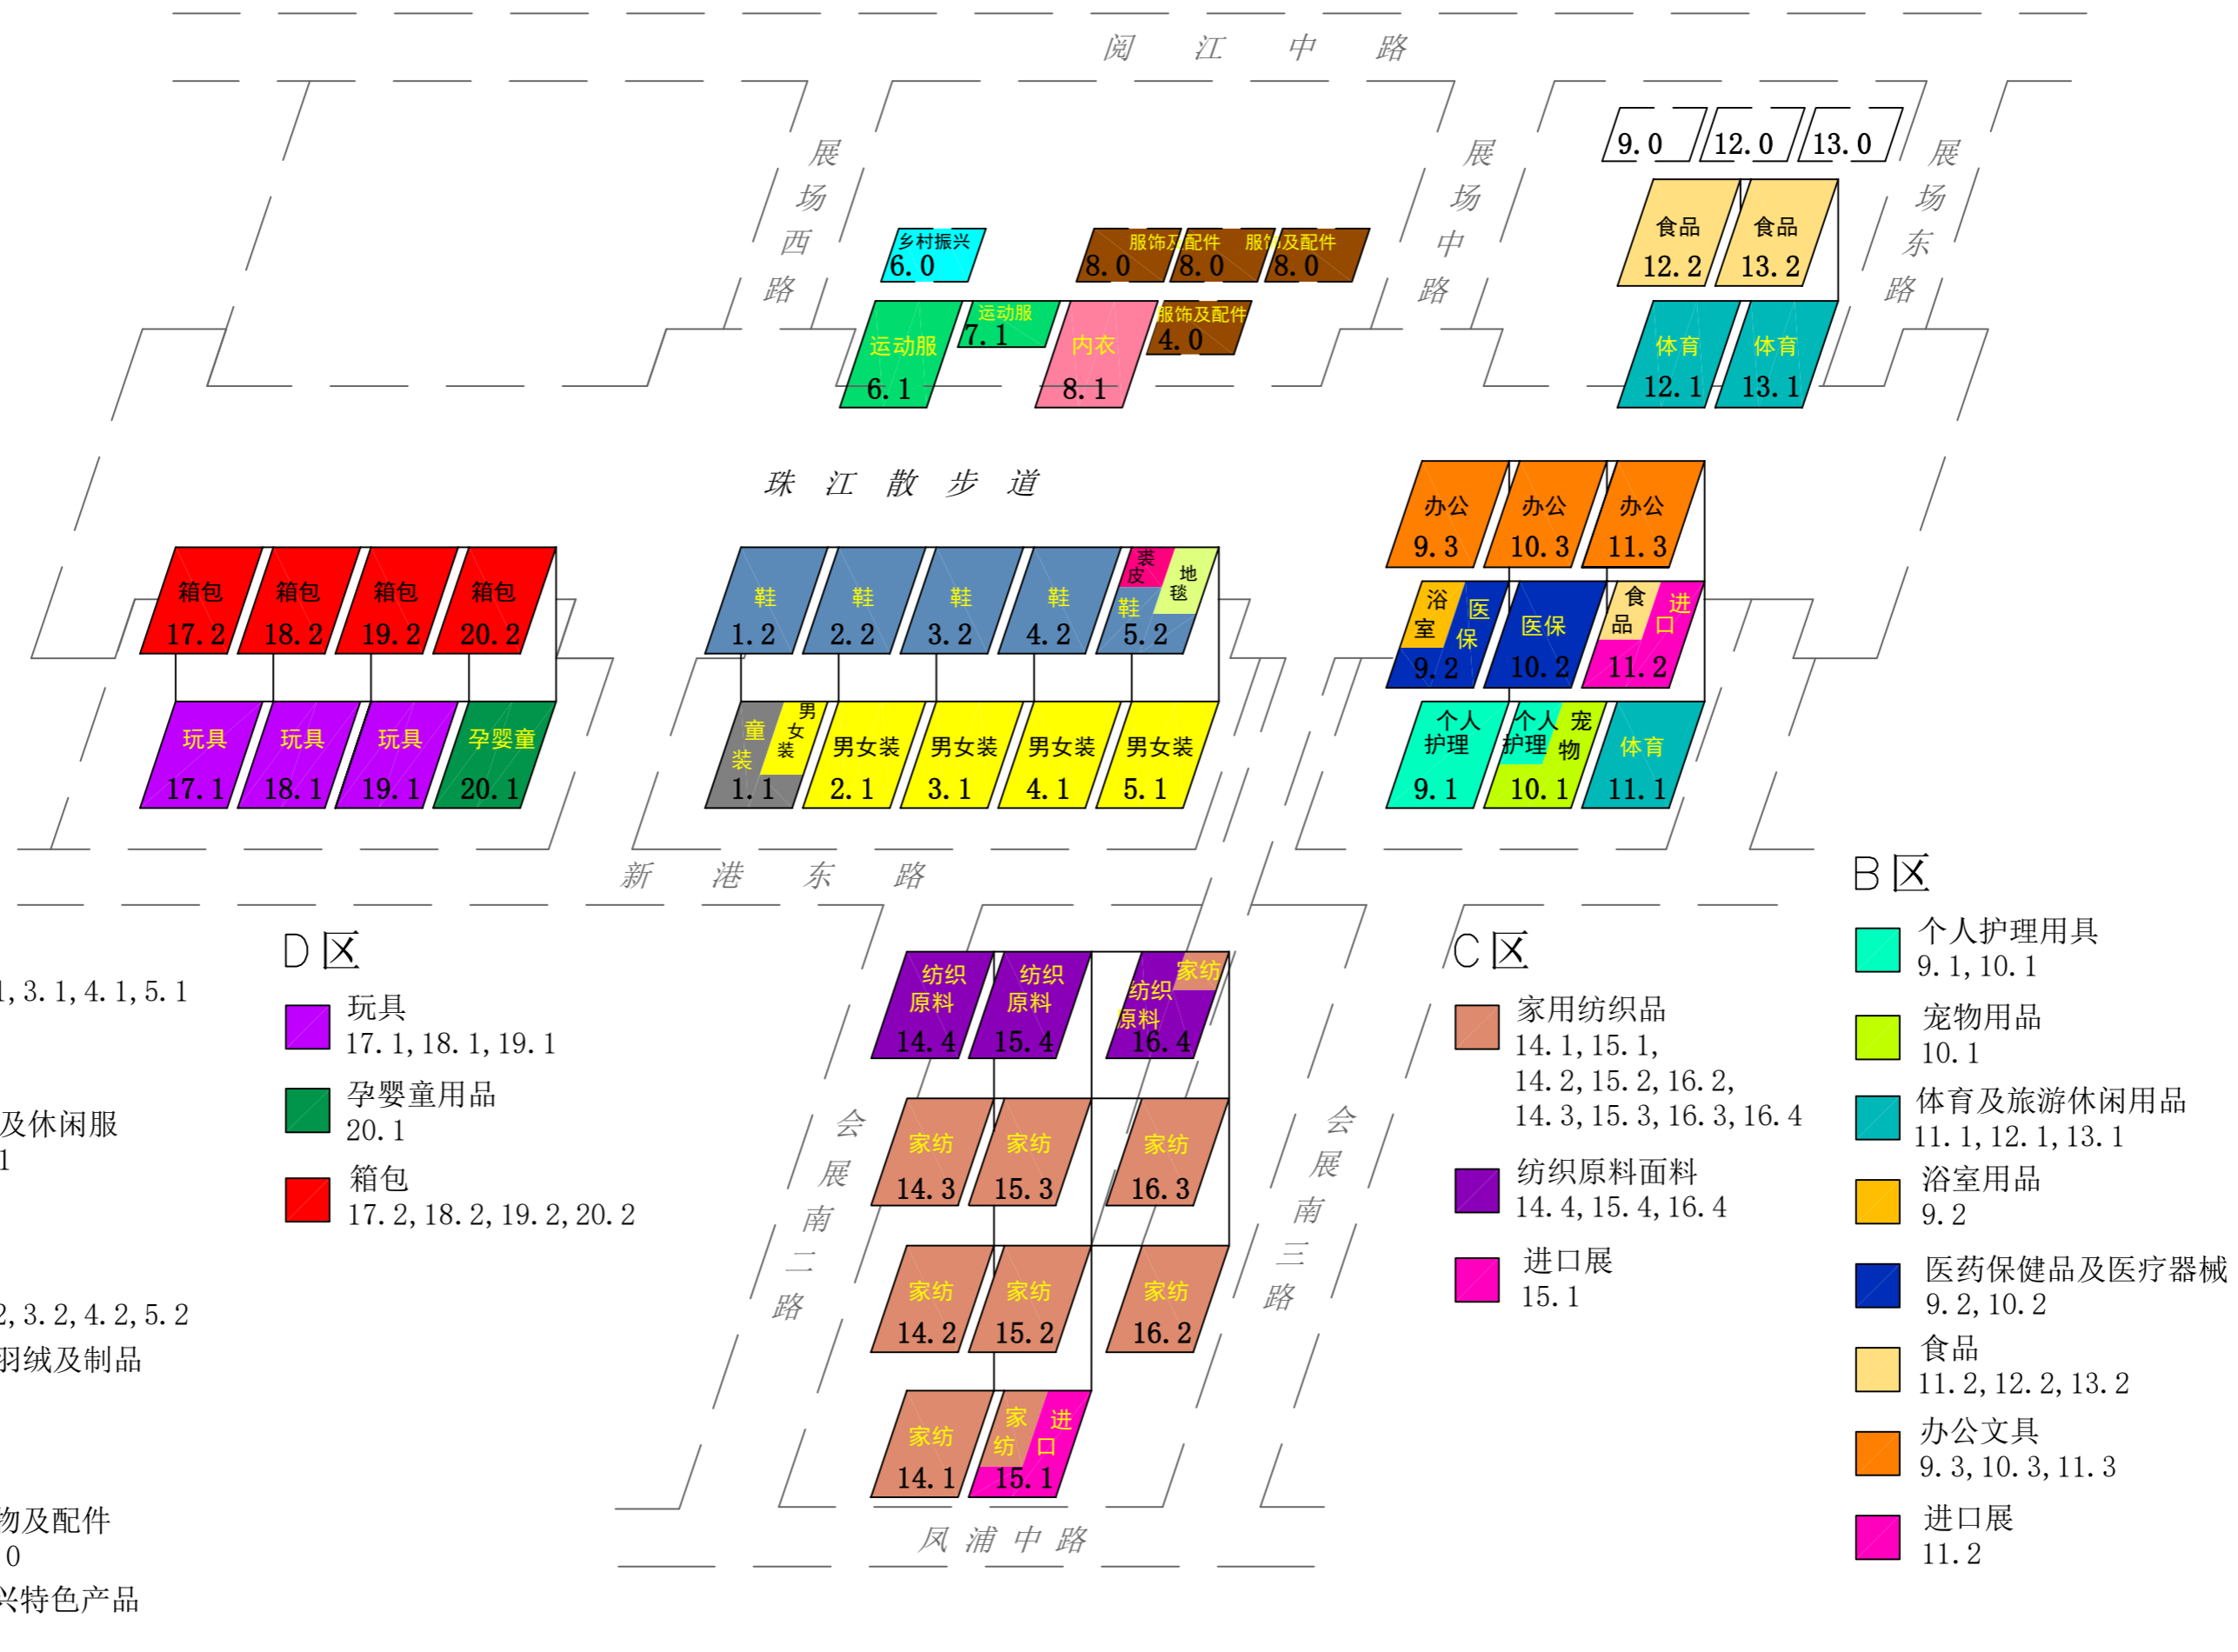 阅江中路
展场西路
展场中路
展场东路
9.0
12.0
13.0
食品
12.2
食品
13.2
乡村振兴
6.0
服饰及配件
服饰及配件
8.0
8.0
8.0
运动服
6.1
运动服
7.1
内衣
8.1
服饰及配件
4.0
体育
12.1
体育
13.1
珠江散步道
办公
9.3
办公
10.3
办公
11.3
箱包
17.2
箱包
18.2
箱包
19.2
箱包
20.2
鞋
1.2
鞋
2.2
鞋
3.2
鞋
4.2
裘皮
地毯
鞋
5.2
浴室
医保
9.2
医保
10.2
食品
进口
11.2
玩具
17.1
玩具
18.1
玩具
19.1
孕婴童
20.1
童装
男女装
1.1
男女装
2.1
男女装
3.1
男女装
4.1
男女装
5.1
个人
护理
9.1
个人
护理
宠物
10.1
体育
11.1
新港东路
纺织
原料
14.4
纺织
原料
15.4
家纺
纺织
原料
16.4
家纺
14.3
家纺
15.3
家纺
16.3
家纺
14.2
家纺
15.2
家纺
16.2
家纺
14.1
家纺
进口
15.1
会展南二路
会展南三路
凤浦中路
,3.1,4.1,5.1
及休闲服
1
,3.2,4.2,5.2
羽绒及制品
物及配件
0
兴特色产品
D区
玩具
17.1,18.1,19.1
孕婴童用品
20.1
箱包
17.2,18.2,19.2,20.2
C区
家用纺织品
14.1,15.1,
14.2,15.2,16.2,
14.3,15.3,16.3,16.4
纺织原料面料
14.4,15.4,16.4
进口展
15.1
B区
个人护理用具
9.1,10.1
宠物用品
10.1
体育及旅游休闲用品
11.1,12.1,13.1
浴室用品
9.2
医药保健品及医疗器械
9.2,10.2
食品
11.2,12.2,13.2
办公文具
9.3,10.3,11.3
进口展
11.2